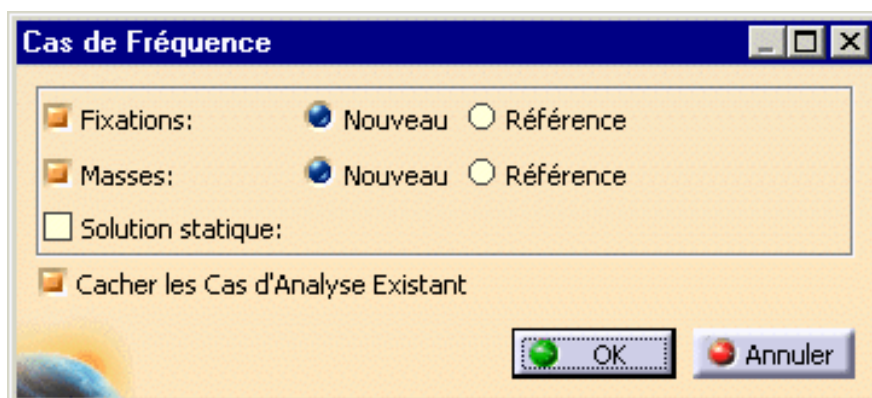 Cas de Fréquence
Fixations: Nouveau Référence
Masses: Nouveau Référence
Solution statique:
Cacher les Cas d'Analyse Existant
OK Annuler